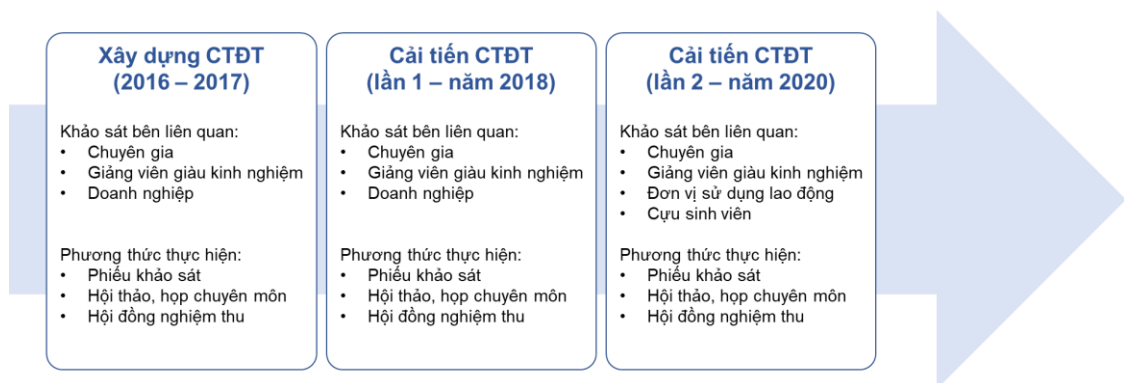 Xây dựng CTĐT
(2016 – 2017)
Khảo sát bên liên quan:
• Chuyên gia
• Giảng viên giàu kinh nghiệm
• Doanh nghiệp
Phương thức thực hiện:
• Phiếu khảo sát
• Hội thảo, họp chuyên môn
• Hội đồng nghiệm thu
Cải tiến CTĐT
(lần 1 – năm 2018)
Khảo sát bên liên quan:
• Chuyên gia
• Giảng viên giàu kinh nghiệm
• Doanh nghiệp
Phương thức thực hiện:
• Phiếu khảo sát
• Hội thảo, họp chuyên môn
• Hội đồng nghiệm thu
Cải tiến CTĐT
(lần 2 – năm 2020)
Khảo sát bên liên quan:
• Chuyên gia
• Giảng viên giàu kinh nghiệm
• Đơn vị sử dụng lao động
• Cựu sinh viên
Phương thức thực hiện:
• Phiếu khảo sát
• Hội thảo, họp chuyên môn
• Hội đồng nghiệm thu